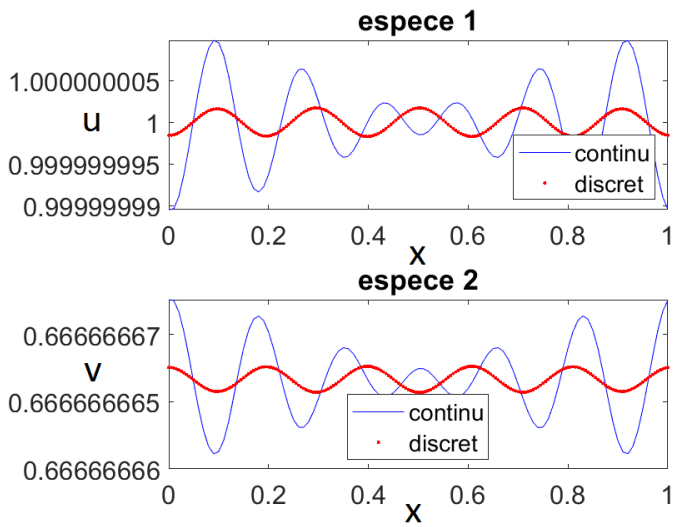 espece 1
1.000000005
u
1
0.999999995
0.99999999
continu
discret
0 0.2 0.4 0.6 0.8 1
X
espece 2
0.66666667
v
0.666666665
0.66666666
continu
discret
0 0.2 0.4 0.6 0.8 1
X